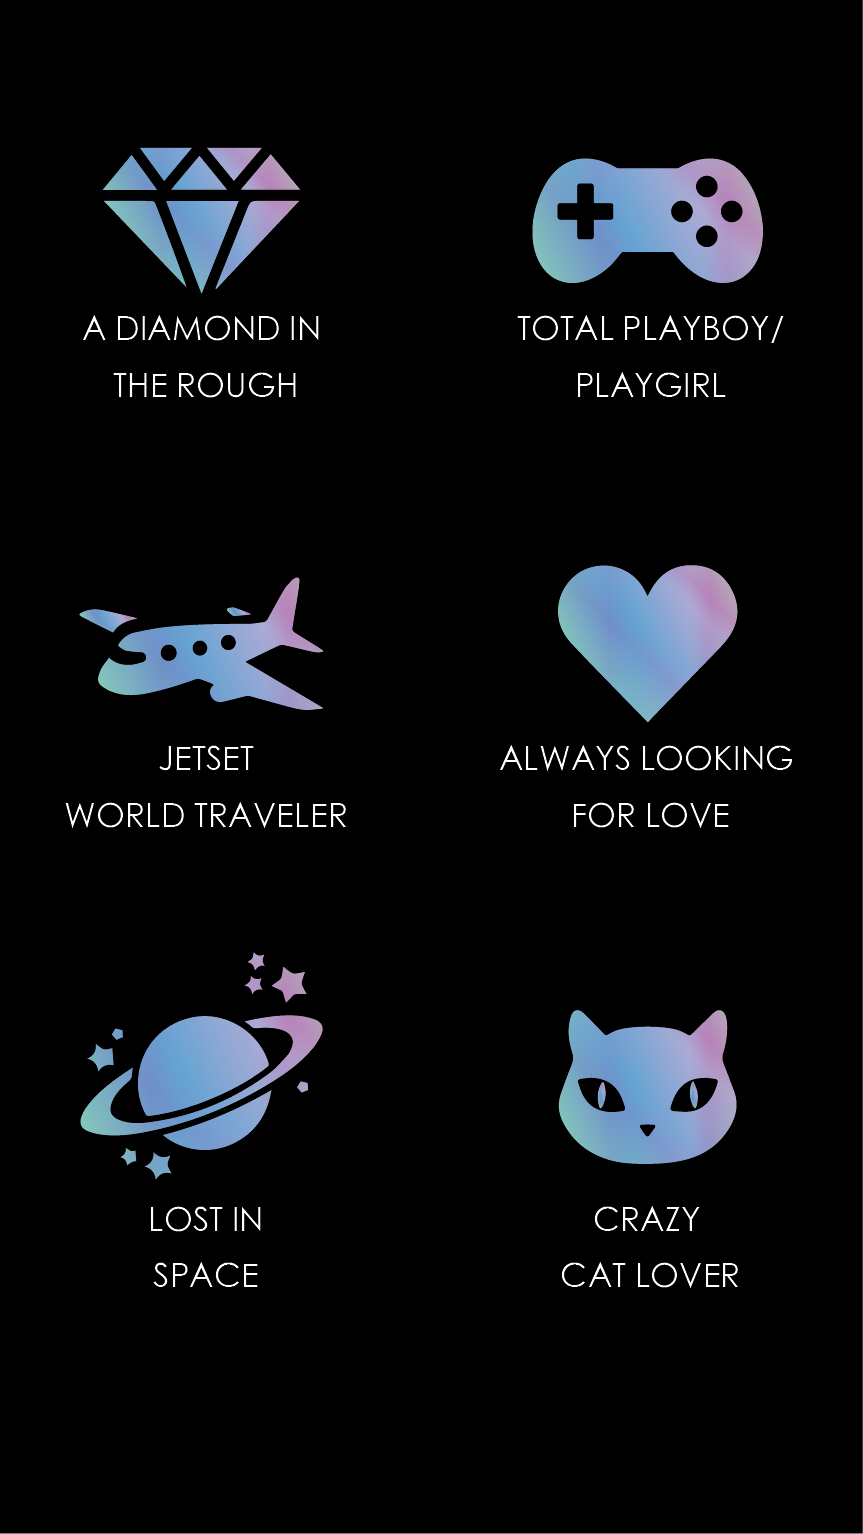 A DIAMOND IN
THE ROUGH
TOTAL PLAYBOY/
PLAYGIRL
JETSET
WORLD TRAVELER
ALWAYS LOOKING
FOR LOVE
LOST IN
SPACE
CRAZY
CAT LOVER